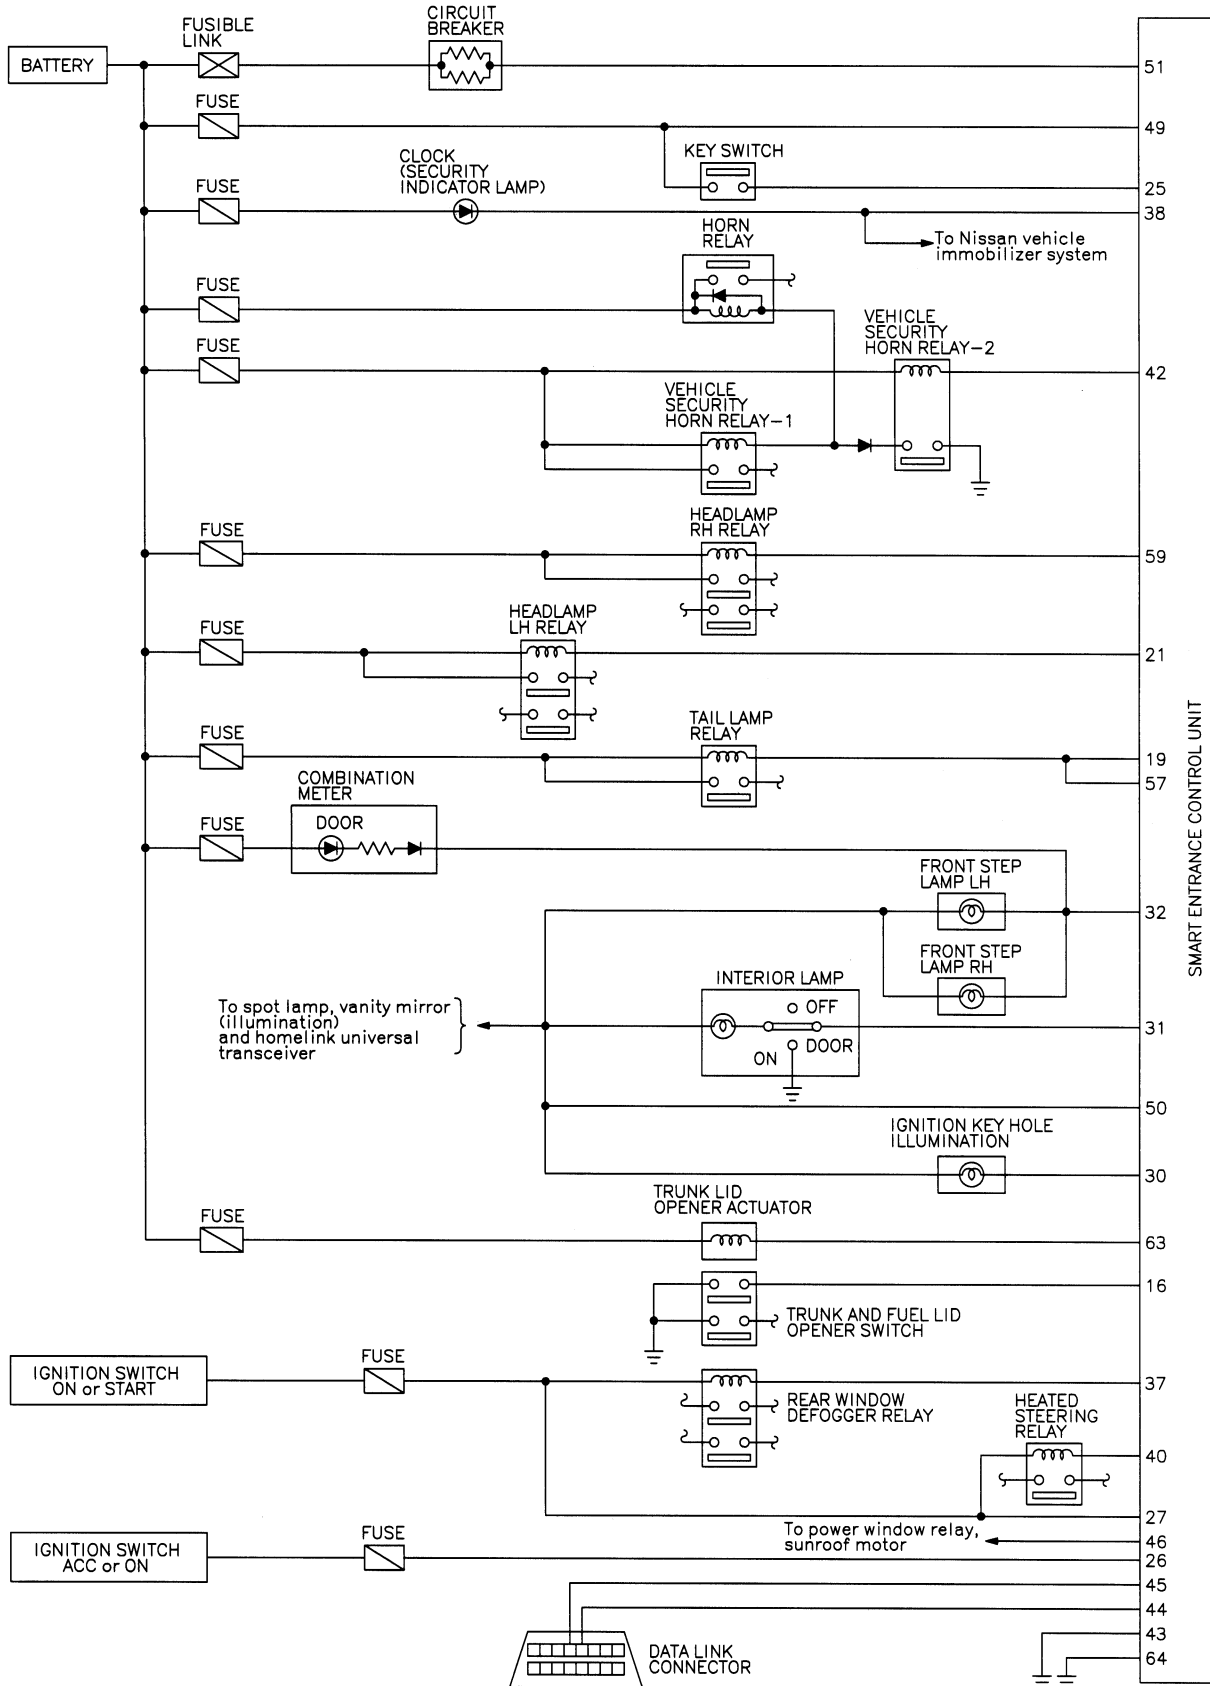 CIRCUIT
BREAKER
FUSIBLE
LINK
BATTERY
51
FUSE
49
KEY SWITCH
CLOCK
(SECURITY
INDICATOR LAMP)
FUSE
25
38
HORN
RELAY
To Nissan vehicle
immobilizer system
FUSE
VEHICLE
SECURITY
HORN RELAY-2
FUSE
42
VEHICLE
SECURITY
HORN RELAY-1
HEADLAMP
RH RELAY
FUSE
59
HEADLAMP
LH RELAY
FUSE
21
TAIL LAMP
RELAY
FUSE
19
57
COMBINATION
METER
FUSE
DOOR
FRONT STEP
LAMP LH
32
FRONT STEP
LAMP RH
INTERIOR LAMP
To spot lamp, vanity mirror
(illumination)
and homelink universal
transceiver
OFF
31
DOOR
ON
50
IGNITION KEY HOLE
ILLUMINATION
30
TRUNK LID
OPENER ACTUATOR
FUSE
63
16
TRUNK AND FUEL LID
OPENER SWITCH
IGNITION SWITCH
ON or START
FUSE
37
REAR WINDOW
DEFOGGER RELAY
HEATED
STEERING
RELAY
40
27
To power window relay,
sunroof motor
46
IGNITION SWITCH
ACC or ON
FUSE
26
45
44
43
DATA LINK
CONNECTOR
64
SMART ENTRANCE CONTROL UNIT